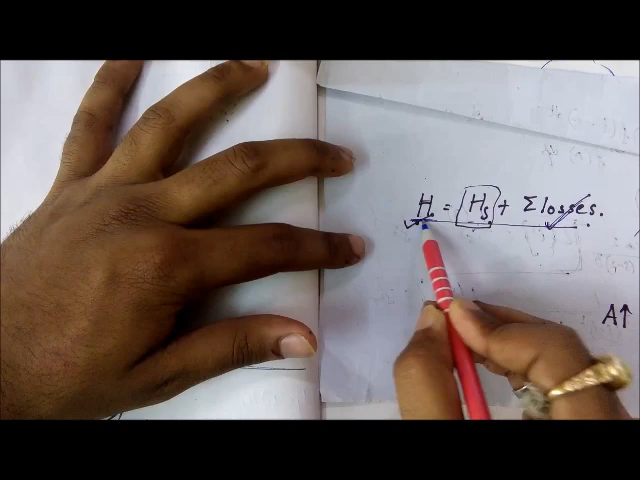 H = Hs + Σ losses.
A↑